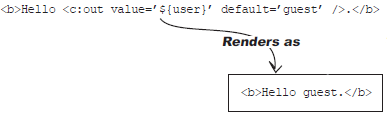 <b>Hello <c:out value='${user}' default='guest' />.</b>
Renders as
<b>Hello guest.</b>